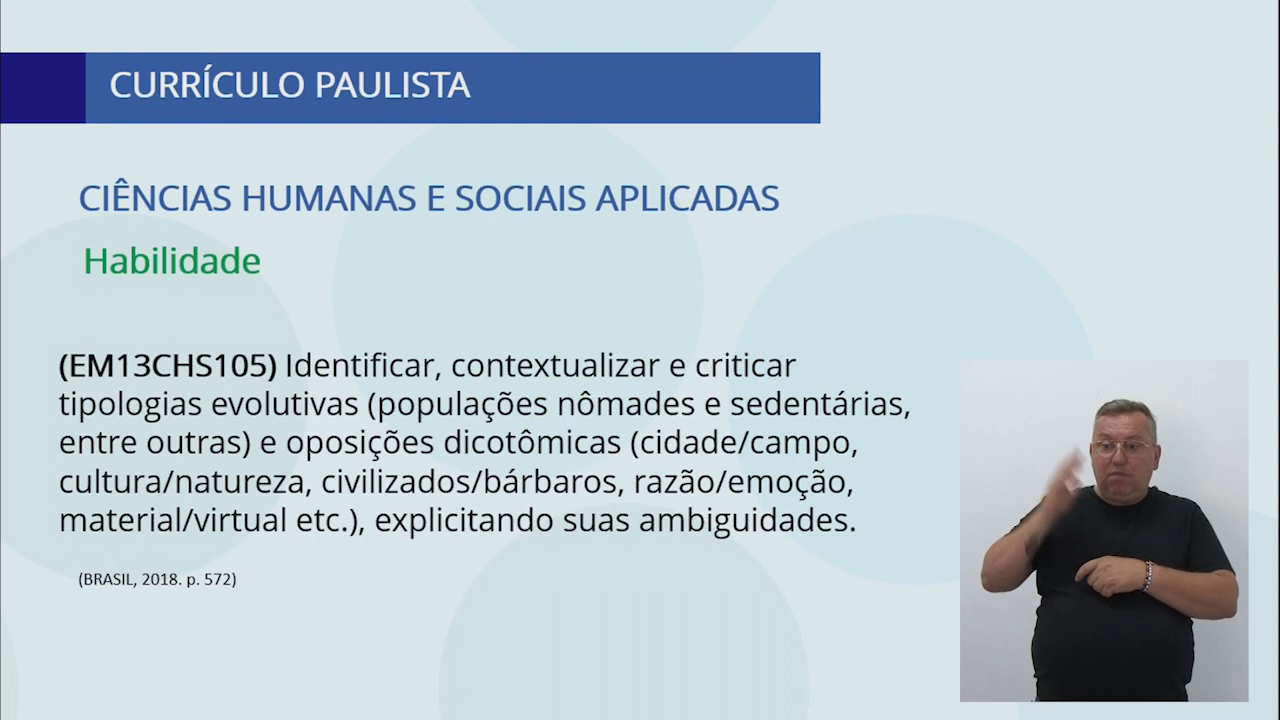 CURRÍCULO PAULISTA
CIÊNCIAS HUMANAS E SOCIAIS APLICADAS
Habilidade
(EM13CHS105) Identificar, contextualizar e criticar
tipologias evolutivas (populações nômades e sedentárias,
entre outras) e oposições dicotômicas (cidade/campo,
cultura/natureza, civilizados/bárbaros, razão/emoção,
material/virtual etc.), explicitando suas ambiguidades.
(BRASIL, 2018. p. 572)